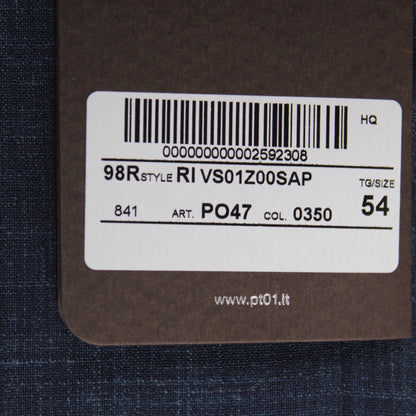 HQ
000000000002592308
98R STYLE RI VS01Z00SAP
TG/SIZE
841 ART. PO47 COL. 0350 54
www.pt01.it